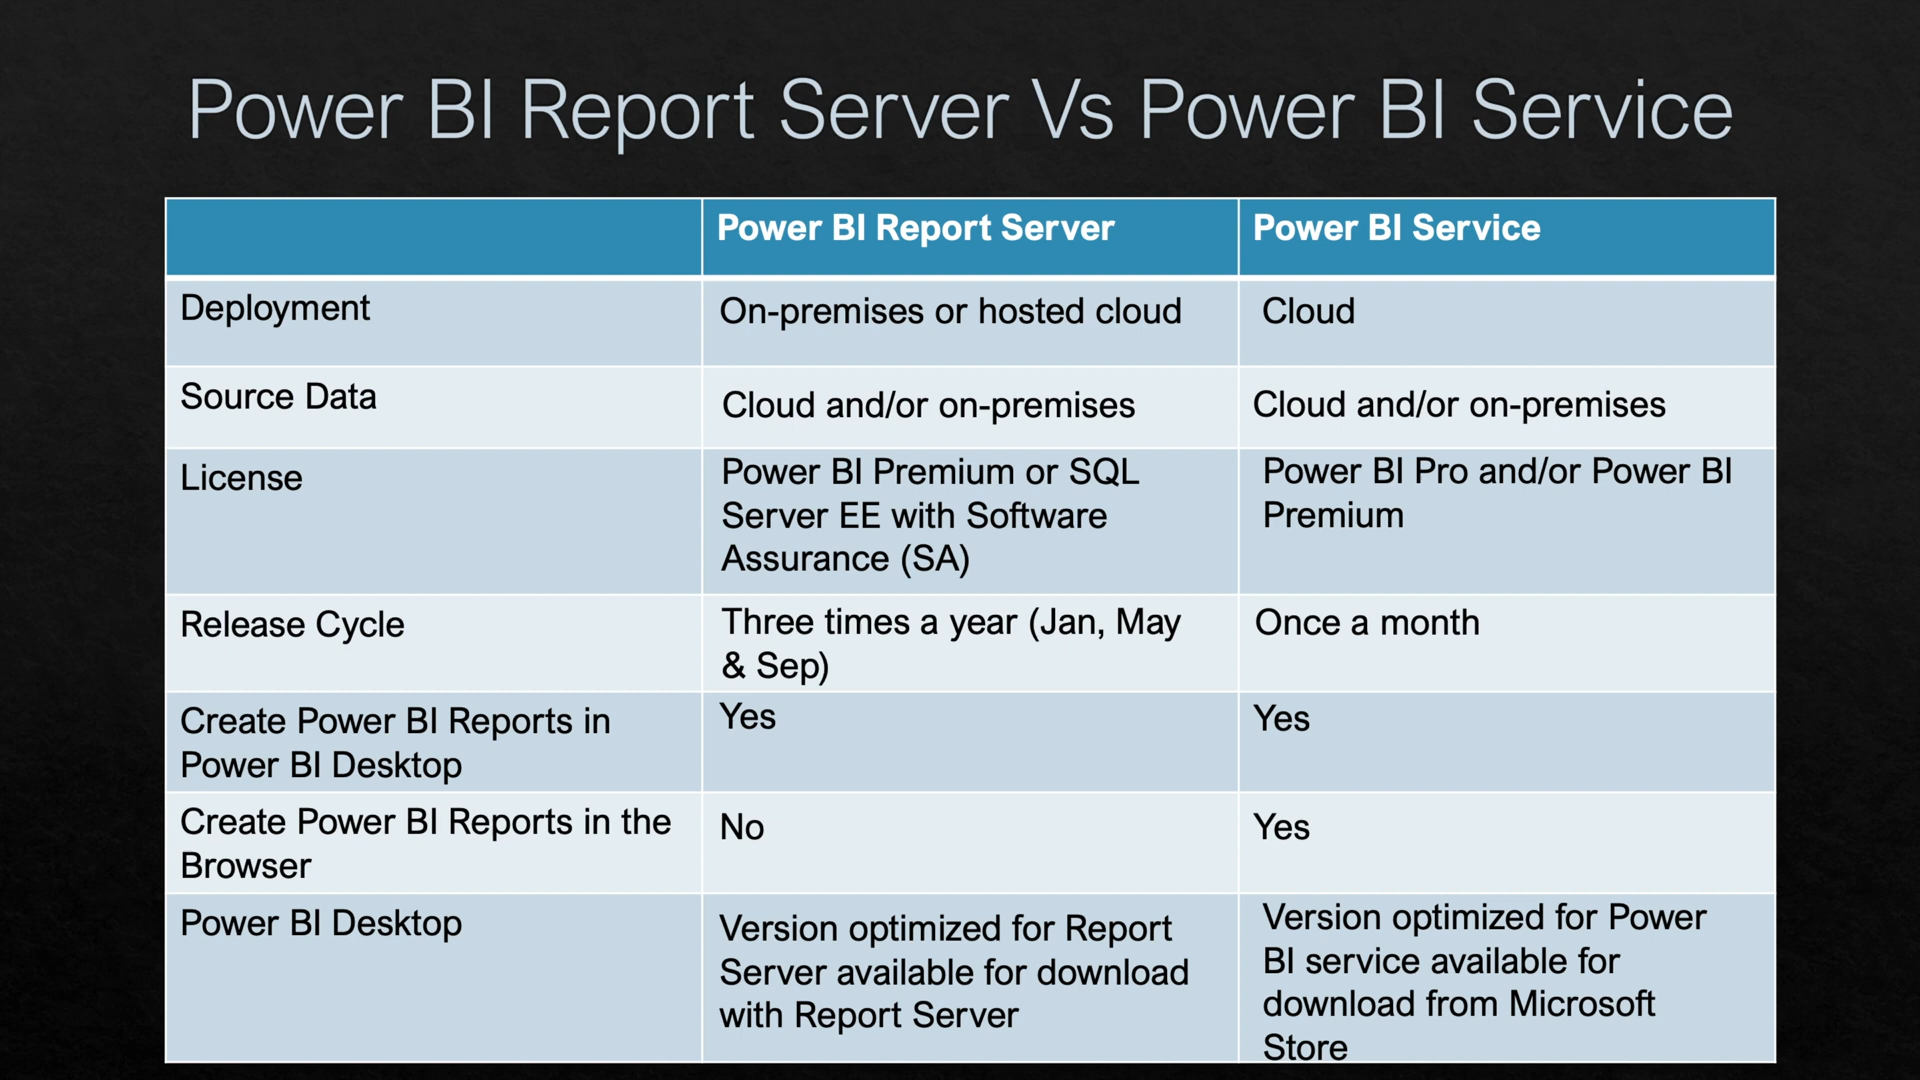 Power BI Report Server Vs Power BI Service
Power BI Report Server
Power BI Service
Deployment
On-premises or hosted cloud
Cloud
Source Data
Cloud and/or on-premises
Cloud and/or on-premises
License
Power BI Premium or SQL
Server EE with Software
Assurance (SA)
Power BI Pro and/or Power BI
Premium
Release Cycle
Three times a year (Jan, May
& Sep)
Once a month
Create Power BI Reports in
Power BI Desktop
Yes
Yes
Create Power BI Reports in the
Browser
No
Yes
Power BI Desktop
Version optimized for Report
Server available for download
with Report Server
Version optimized for Power
BI service available for
download from Microsoft
Store